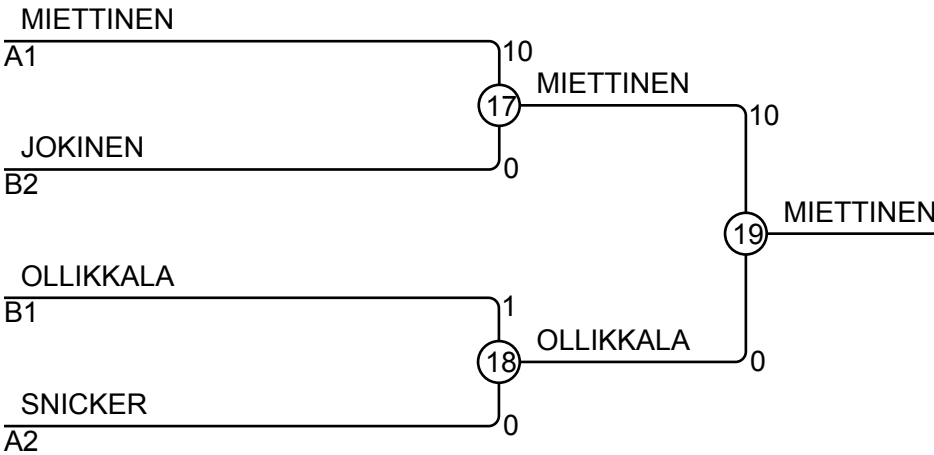 MIETTINEN
A1
10
17
MIETTINEN
10
JOKINEN
B2
0
19
MIETTINEN
OLLIKKALA
B1
1
18
OLLIKKALA
0
SNICKER
A2
0